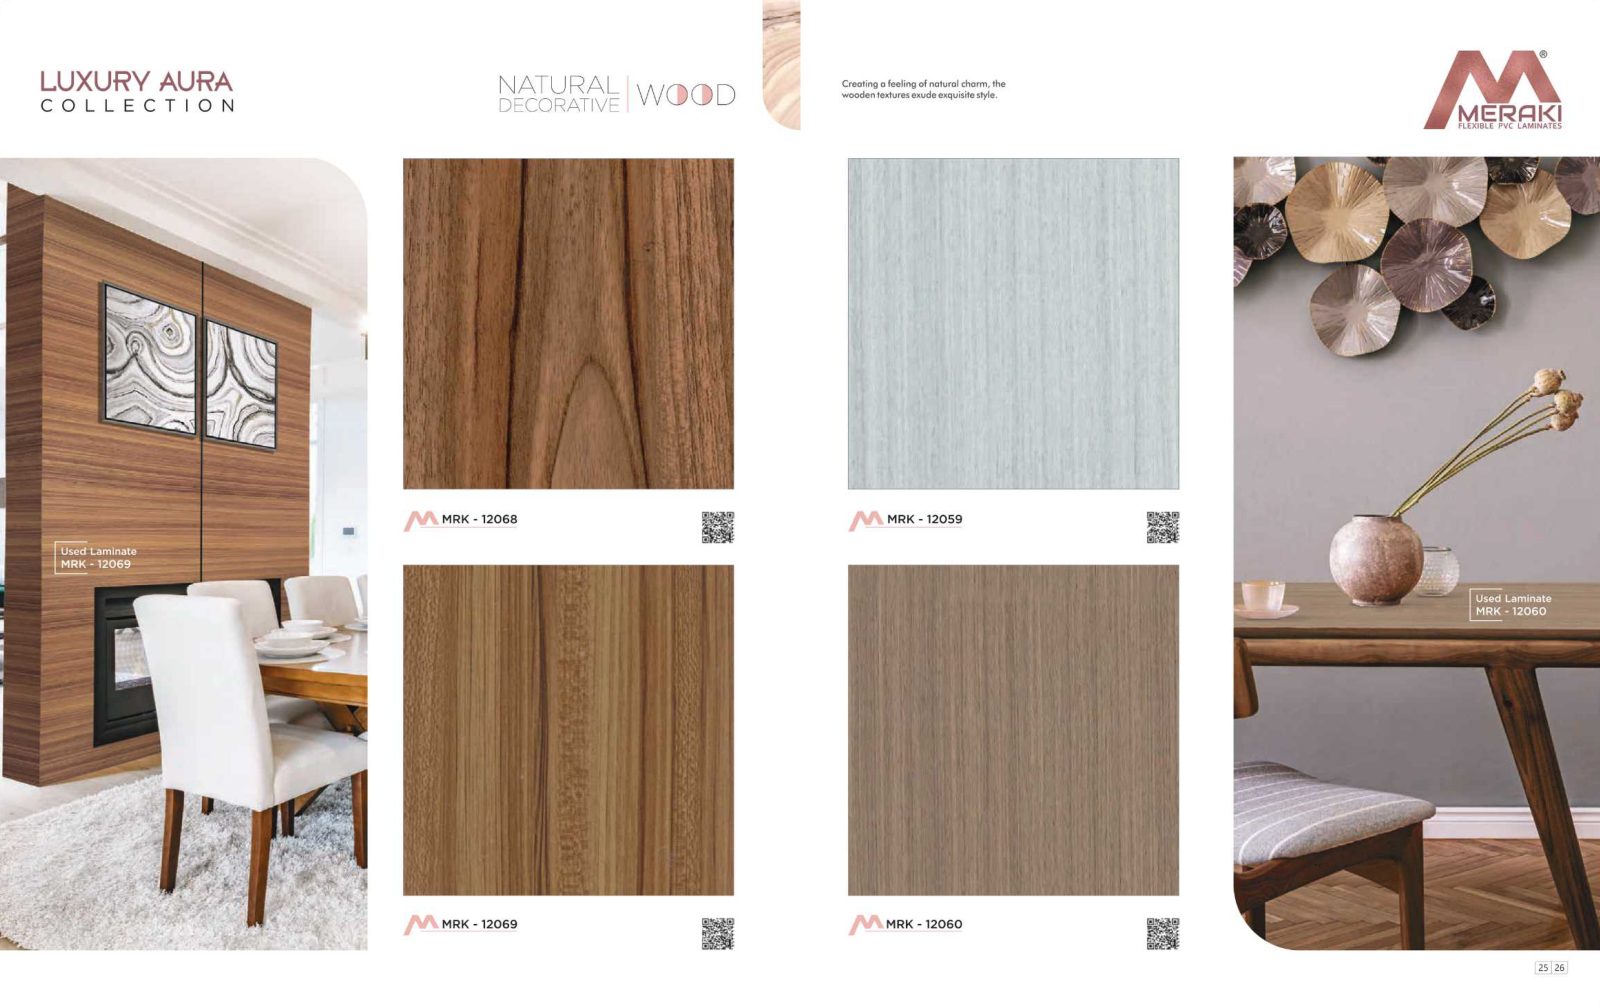 LUXURY AURA
COLLECTION
NATURAL
DECORATIVE
WOOD
Creating a feeling of natural charm, the
wooden textures exude exquisite style.
®
MERAKI
FLEXIBLE PVC LAMINATES
Used Laminate
MRK - 12069
MRK - 12068
MRK - 12059
MRK - 12069
MRK - 12060
Used Laminate
MRK - 12060
25 26